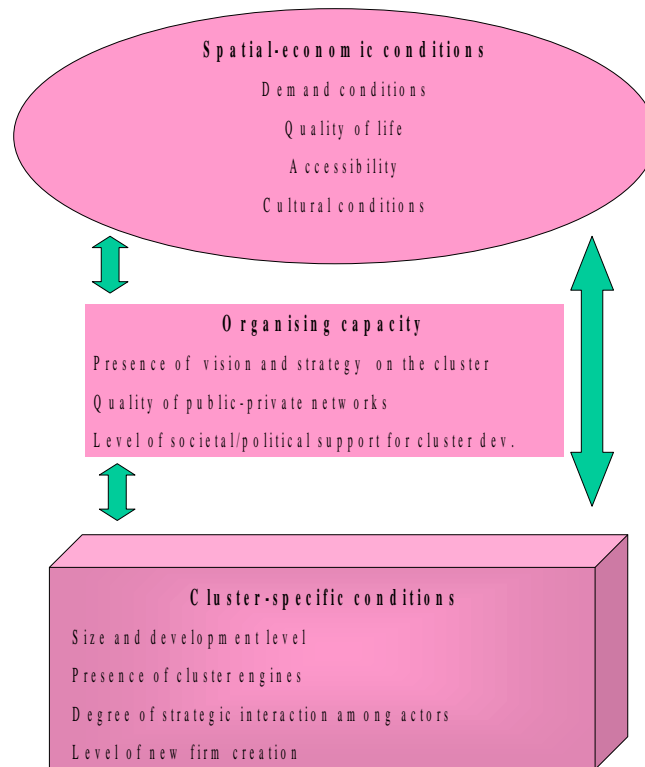 Spatial-economic conditions
Demand conditions
Quality of life
Accessibility
Cultural conditions
Organising capacity
Presence of vision and strategy on the cluster
Quality of public-private networks
Level of societal/political support for cluster dev.
Cluster-specific conditions
Size and development level
Presence of cluster engines
Degree of strategic interaction among actors
Level of new firm creation